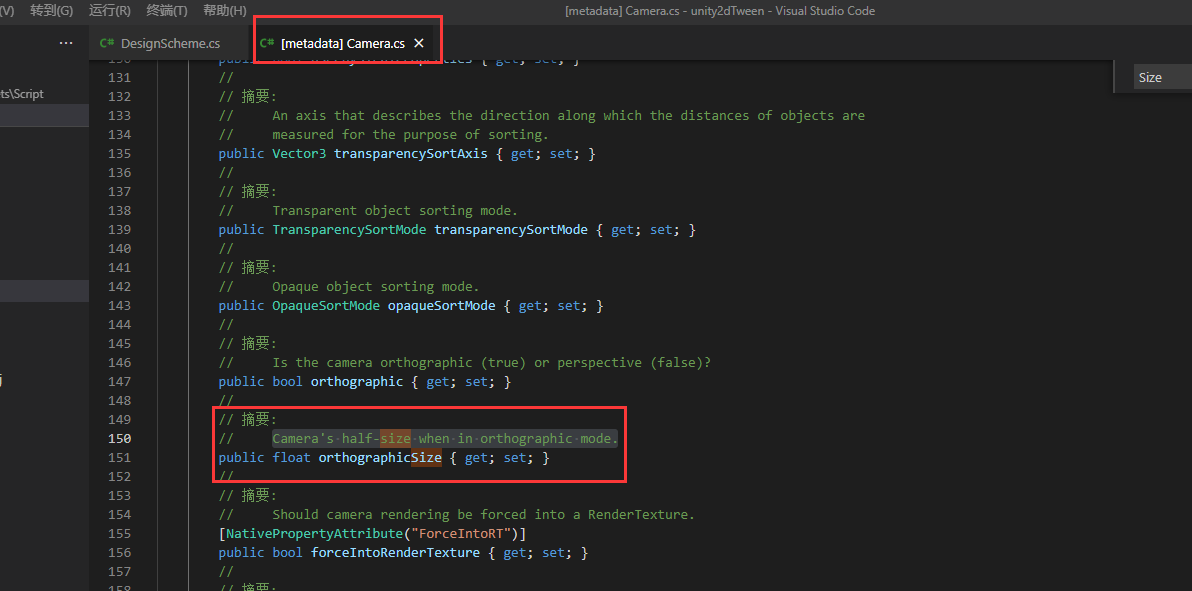 (V) 转到(G) 运行(R) 终端(T) 帮助(H) [metadata] Camera.cs - unity2dTween - Visual Studio Code
··· C# DesignScheme.cs C# [metadata] Camera.cs ×
Size
ts\Script
131 //
132 // 摘要:
133 // An axis that describes the direction along which the distances of objects are
134 // measured for the purpose of sorting.
135 public Vector3 transparencySortAxis { get; set; }
136 //
137 // 摘要:
138 // Transparent object sorting mode.
139 public TransparencySortMode transparencySortMode { get; set; }
140 //
141 // 摘要:
142 // Opaque object sorting mode.
143 public OpaqueSortMode opaqueSortMode { get; set; }
144 //
145 // 摘要:
146 // Is the camera orthographic (true) or perspective (false)?
147 public bool orthographic { get; set; }
148 //
149 // 摘要:
150 // Camera's half-size when in orthographic mode.
151 public float orthographicSize { get; set; }
152 //
153 // 摘要:
154 // Should camera rendering be forced into a RenderTexture.
155 [NativePropertyAttribute("ForceIntoRT")]
156 public bool forceIntoRenderTexture { get; set; }
157 //
158 // 摘要: